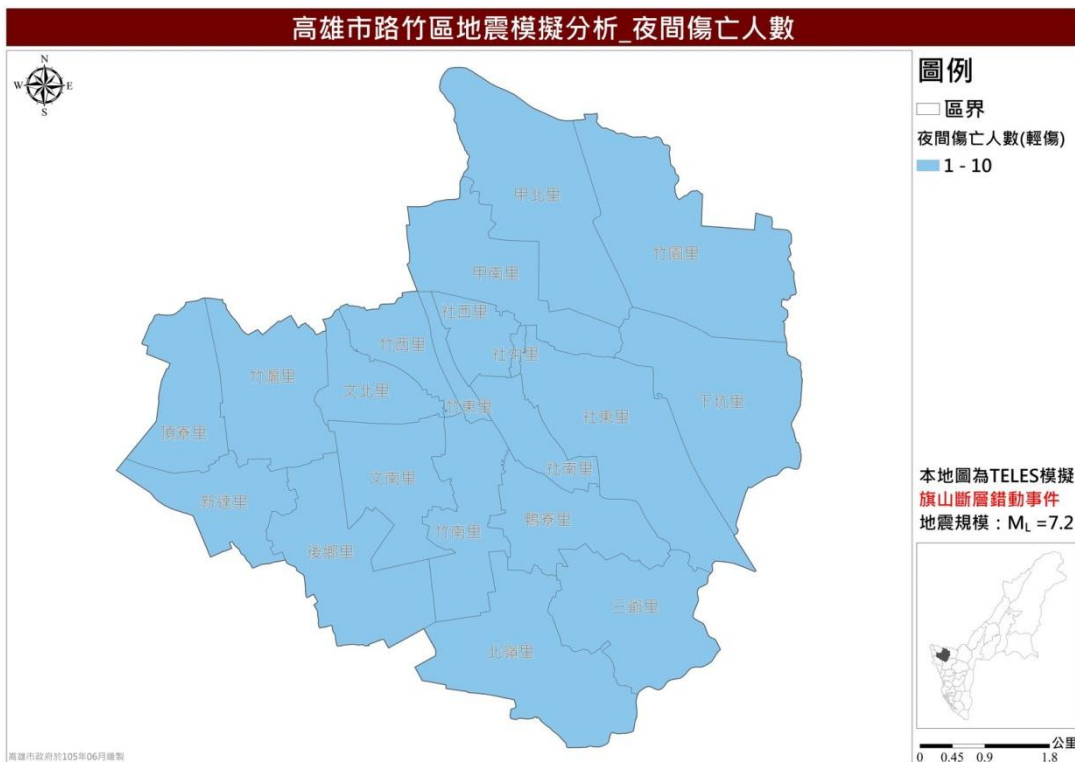 高雄市路竹區地震模擬分析_夜間傷亡人數
N
W E
S
圖例
區界
夜間傷亡人數(輕傷)
1 - 10
甲北里
竹園里
甲南里
社西里
竹西里
社中里
竹墩里
文北里
竹東里
社東里
下坑里
頂寮里
社南里
文南里
新達里
鴨寮里
竹南里
後鄉里
三爺里
北嶺里
本地圖為TELES模擬
旗山斷層錯動事件
地震規模：ML =7.2
公里
0 0.45 0.9 1.8
高雄市政府於105年06月繪製